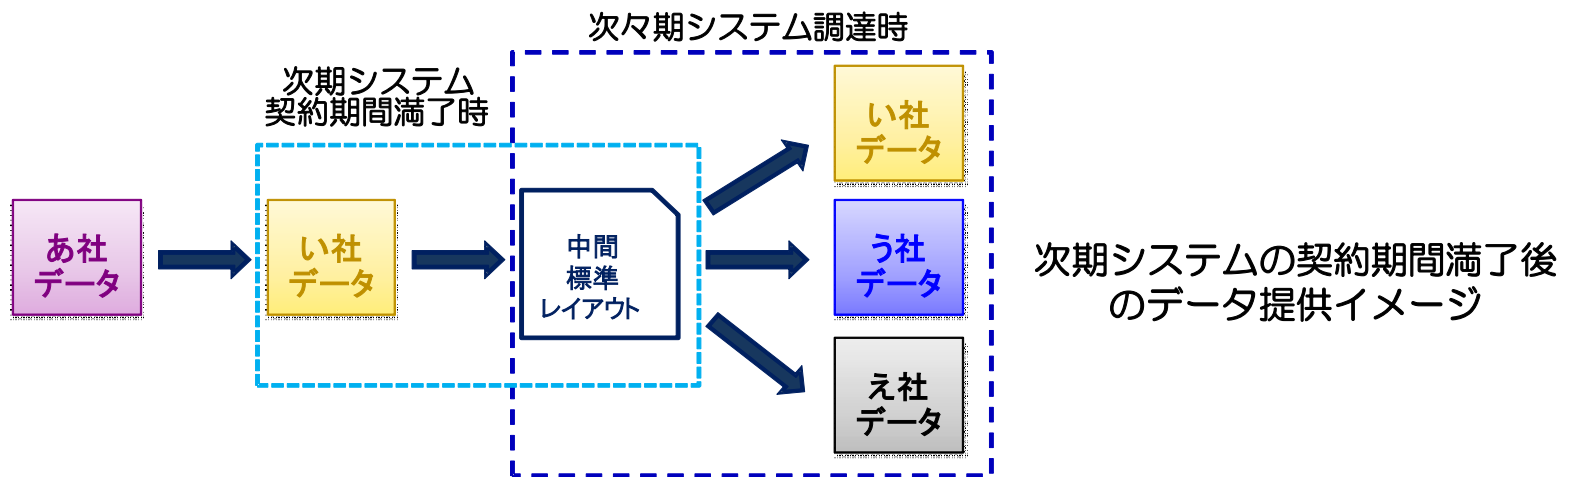 次々期システム調達時
次期システム
契約期間満了時
あ社
データ
い社
データ
中間
標準
レイアウト
い社
データ
う社
データ
え社
データ
次期システムの契約期間満了後
のデータ提供イメージ